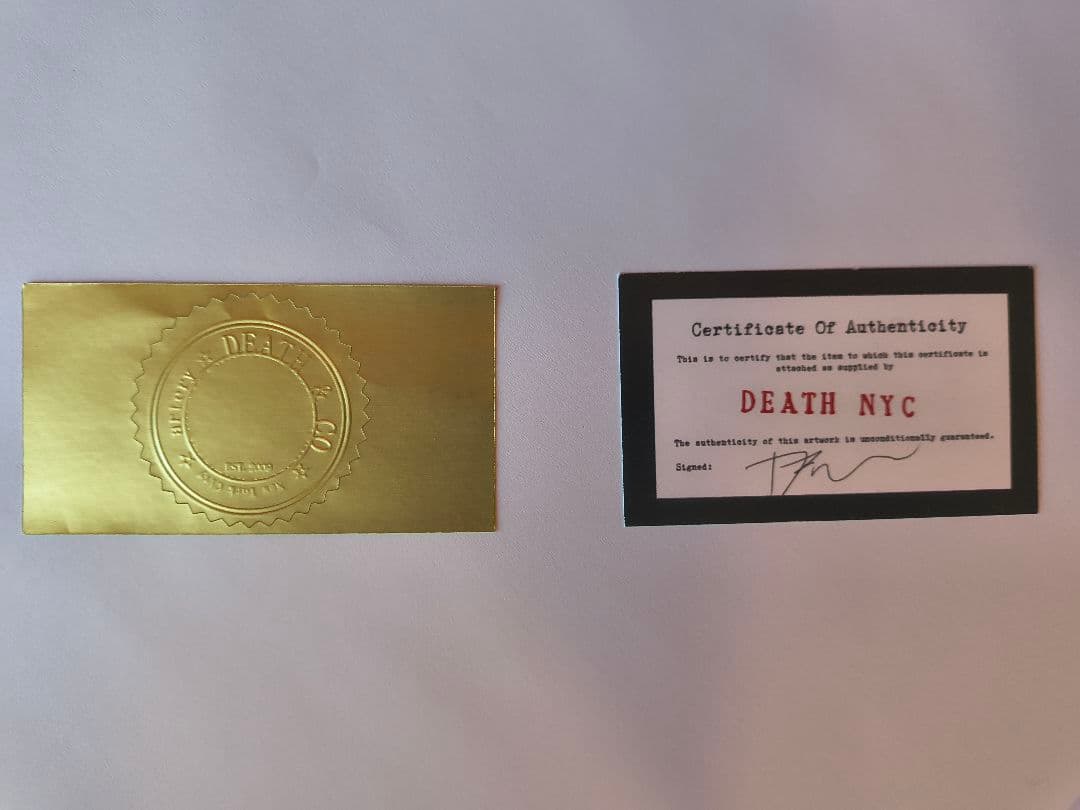 DEATH & CO
EST. 2009
New York City
Certificate Of Authenticity
This is to certify that the item to which this certificate is
attached as supplied by
DEATH NYC
The authenticity of this artwork is unconditionally guaranteed.
Signed: